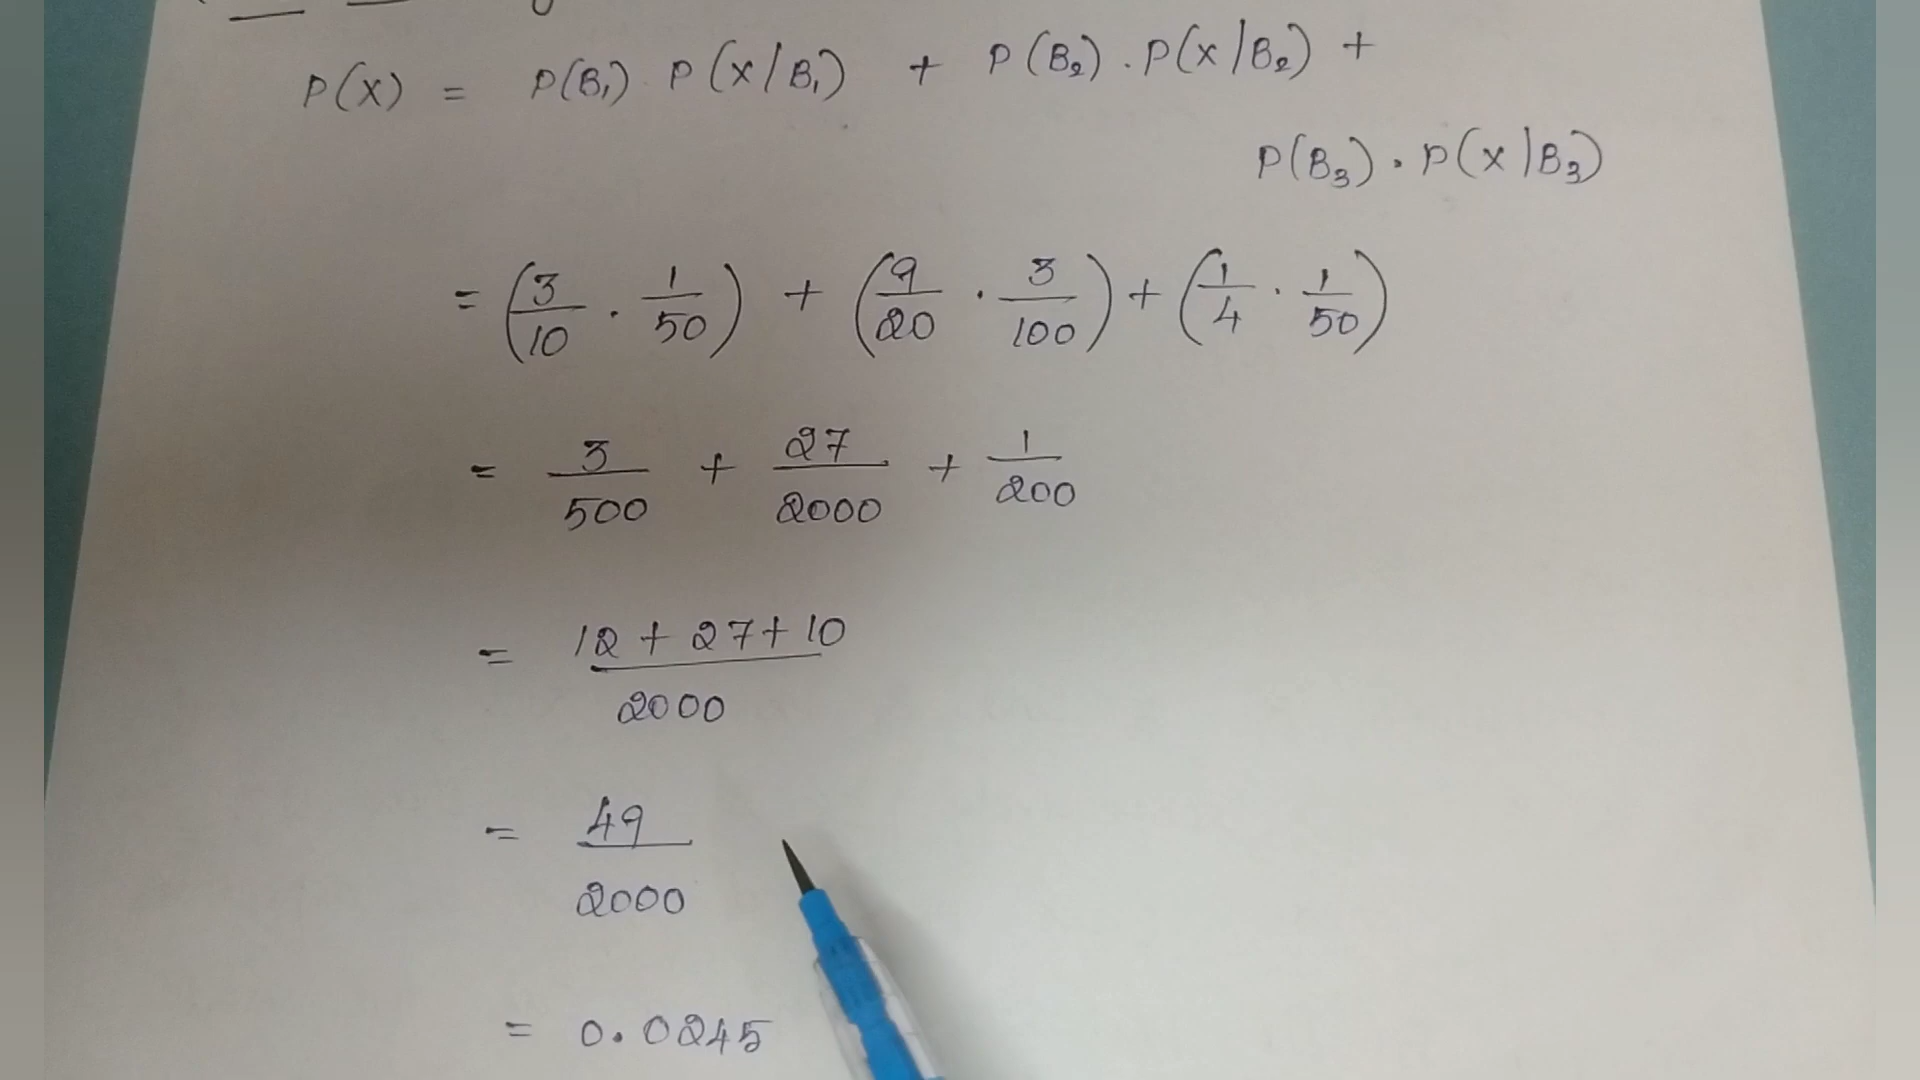 P(X) = P(B₁) P(X/B₁) + P(B₂) . P(X/B₂) +
P(B₃) . P(X/B₃)
= (3/10 . 1/50) + (9/20 . 3/100) + (1/4 . 1/50)
= 3/500 + 27/2000 + 1/200
= 12 + 27 + 10 / 2000
= 49/2000
= 0.0245